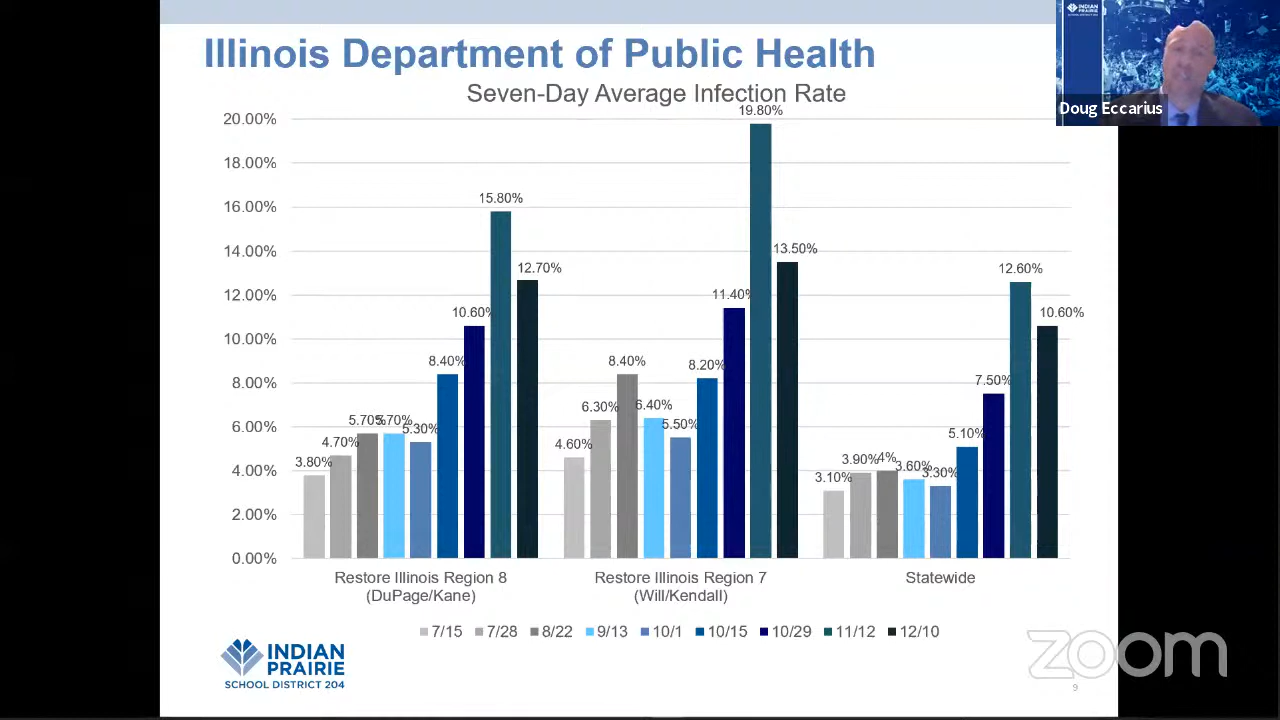 Illinois Department of Public Health
Seven-Day Average Infection Rate
INDIAN
PRAIRIE
Doug Eccarius
20.00%
18.00%
16.00%
14.00%
12.00%
10.00%
8.00%
6.00%
4.00%
2.00%
0.00%
3.80%
4.70%
5.70%
5.70%
5.30%
8.40%
10.60%
15.80%
12.70%
4.60%
6.30%
8.40%
6.40%
5.50%
8.20%
11.40%
19.80%
13.50%
3.10%
3.90%
4%
3.60%
3.30%
5.10%
7.50%
12.60%
10.60%
Restore Illinois Region 8
(DuPage/Kane)
Restore Illinois Region 7
(Will/Kendall)
Statewide
7/15 7/28 8/22 9/13 10/1 10/15 10/29 11/12 12/10
INDIAN
PRAIRIE
SCHOOL DISTRICT 204
zoom
9